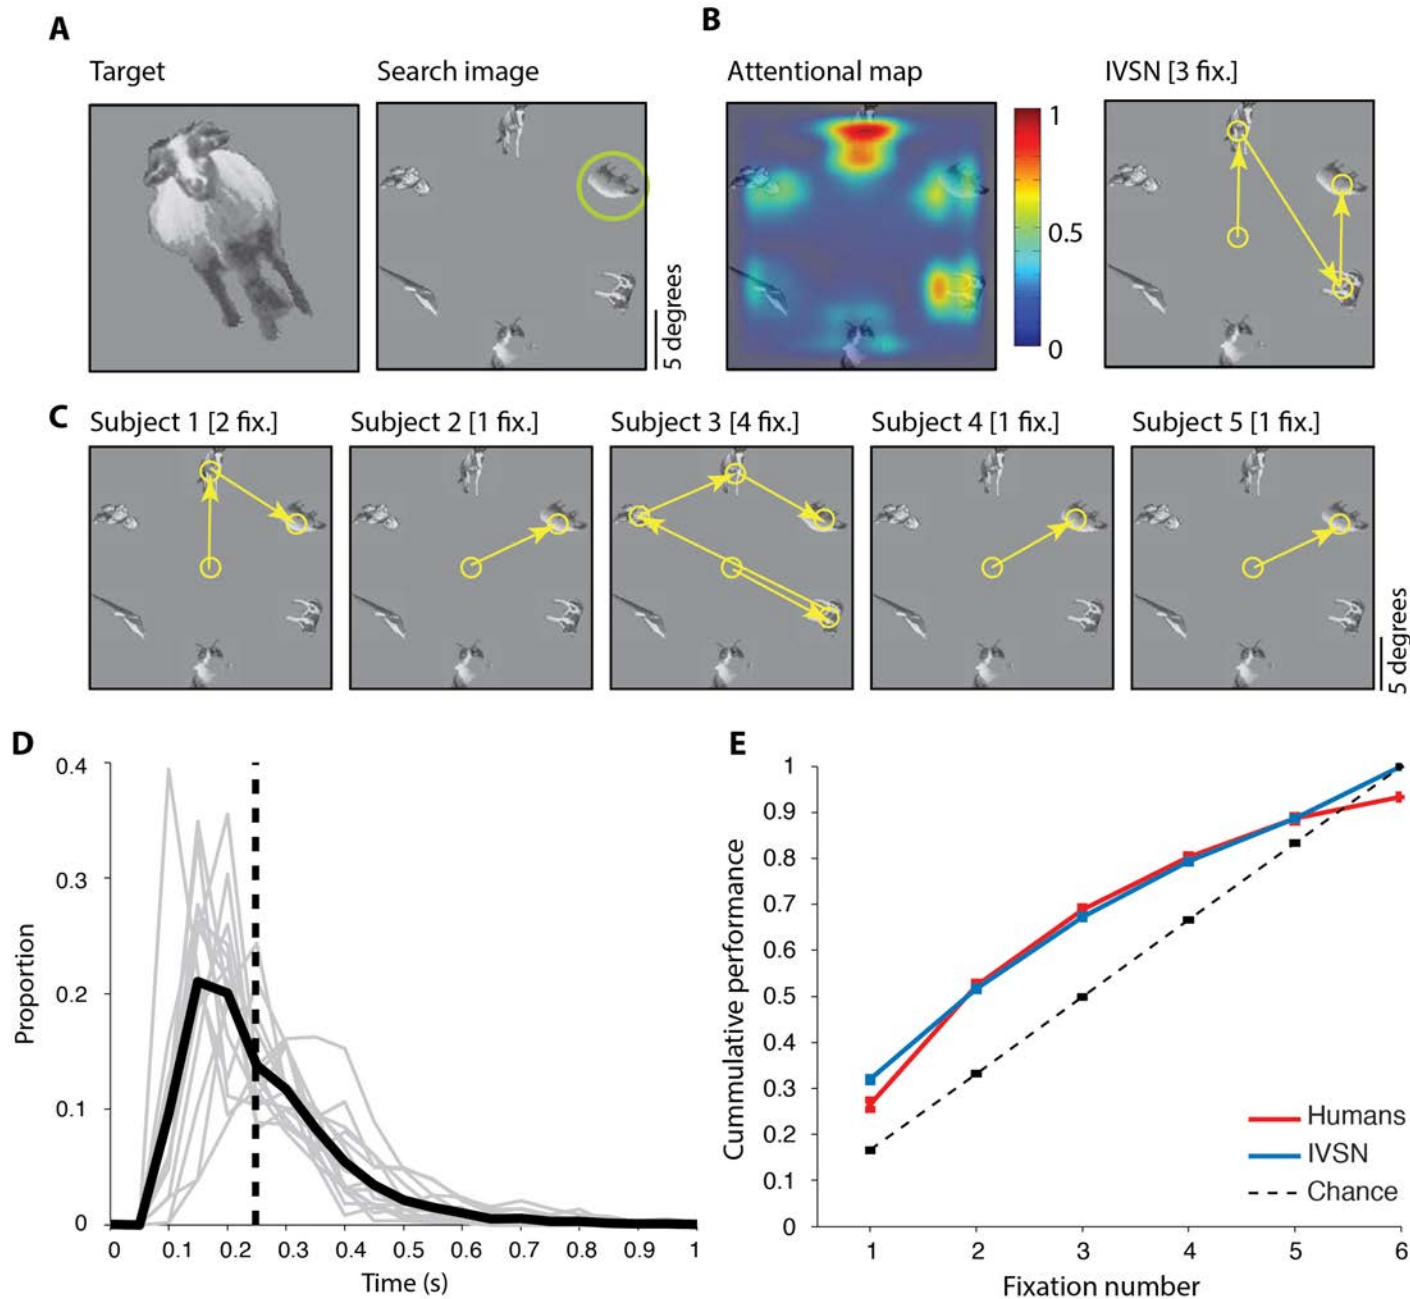 A
B
Target
Search image
Attentional map
IVSN [3 fix.]
1
0.5
0
5 degrees
C
Subject 1 [2 fix.]
Subject 2 [1 fix.]
Subject 3 [4 fix.]
Subject 4 [1 fix.]
Subject 5 [1 fix.]
5 degrees
D
0.4
0.3
0.2
0.1
0
Proportion
0 0.1 0.2 0.3 0.4 0.5 0.6 0.7 0.8 0.9 1
Time (s)
E
1
0.9
0.8
0.7
0.6
0.5
0.4
0.3
0.2
0.1
0
Cummulative performance
Humans
IVSN
Chance
1 2 3 4 5 6
Fixation number